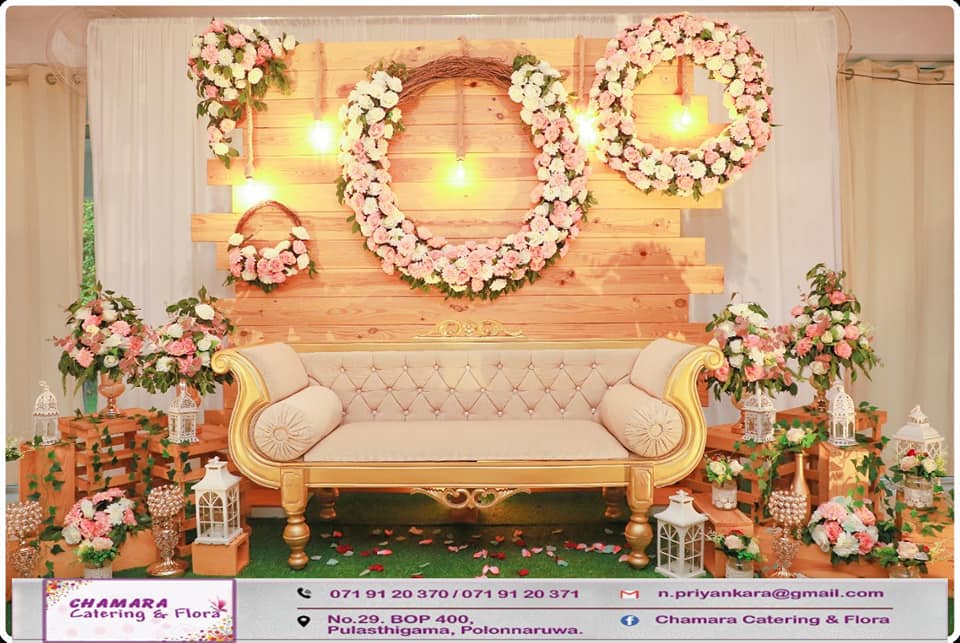 CHAMARA
Catering & Flora
071 91 20 370 / 071 91 20 371
No.29. BOP 400,
Pulasthigama, Polonnaruwa.
n.priyankara@gmail.com
Chamara Catering & Flora